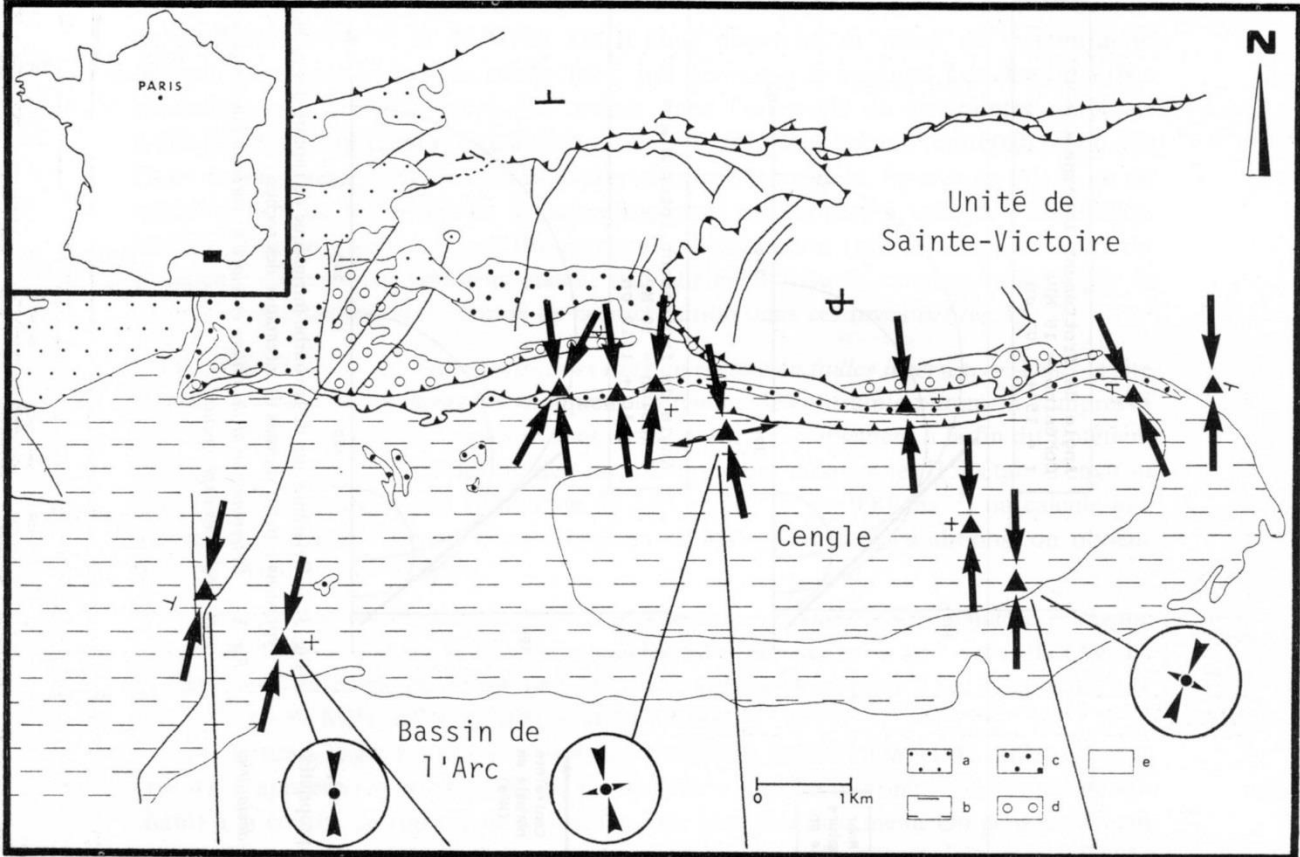 PARIS
N
Unité de
Sainte-Victoire
Cengle
Bassin de
l'Arc
0 1Km
a c e
b d